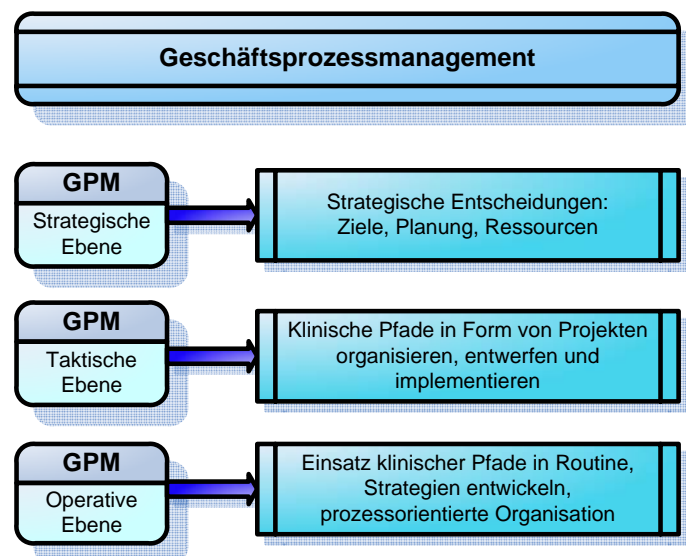 Geschäftsprozessmanagement
GPM
Strategische
Ebene
Strategische Entscheidungen:
Ziele, Planung, Ressourcen
GPM
Taktische
Ebene
Klinische Pfade in Form von Projekten
organisieren, entwerfen und
implementieren
GPM
Operative
Ebene
Einsatz klinischer Pfade in Routine,
Strategien entwickeln,
prozessorientierte Organisation